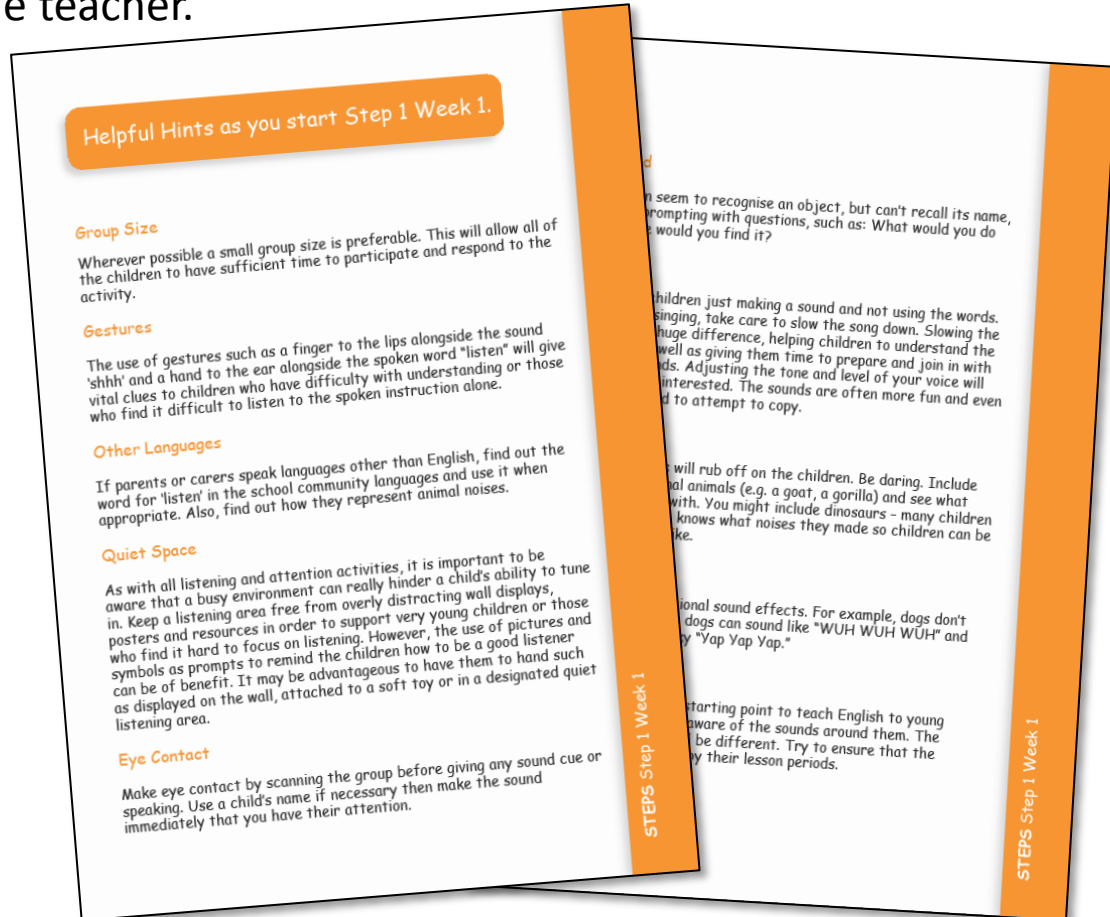 e teacher.
Helpful Hints as you start Step 1 Week 1.
Group Size
Wherever possible a small group size is preferable. This will allow all of
the children to have sufficient time to participate and respond to the
activity.
Gestures
The use of gestures such as a finger to the lips alongside the sound
'shhh' and a hand to the ear alongside the spoken word "listen" will give
vital clues to children who have difficulty with understanding or those
who find it difficult to listen to the spoken instruction alone.
Other Languages
If parents or carers speak languages other than English, find out the
word for 'listen' in the school community languages and use it when
appropriate. Also, find out how they represent animal noises.
Quiet Space
As with all listening and attention activities, it is important to be
aware that a busy environment can really hinder a child's ability to tune
in. Keep a listening area free from overly distracting wall displays,
posters and resources in order to support very young children or those
who find it hard to focus on listening. However, the use of pictures and
symbols as prompts to remind the children how to be a good listener
can be of benefit. It may be advantageous to have them to hand such
as displayed on the wall, attached to a soft toy or in a designated quiet
listening area.
Eye Contact
Make eye contact by scanning the group before giving any sound cue or
speaking. Use a child's name if necessary then make the sound
immediately that you have their attention.
STEPS Step 1 Week 1
d
n seem to recognise an object, but can't recall its name,
prompting with questions, such as: What would you do
would you find it?
children just making a sound and not using the words.
singing, take care to slow the song down. Slowing the
huge difference, helping children to understand the
well as giving them time to prepare and join in with
ds. Adjusting the tone and level of your voice will
interested. The sounds are often more fun and even
d to attempt to copy.
will rub off on the children. Be daring. Include
nal animals (e.g. a goat, a gorilla) and see what
with. You might include dinosaurs - many children
knows what noises they made so children can be
ke.
ional sound effects. For example, dogs don't
dogs can sound like "WUH WUH WUH" and
y "Yap Yap Yap."
starting point to teach English to young
aware of the sounds around them. The
be different. Try to ensure that the
by their lesson periods.
STEPS Step 1 Week 1